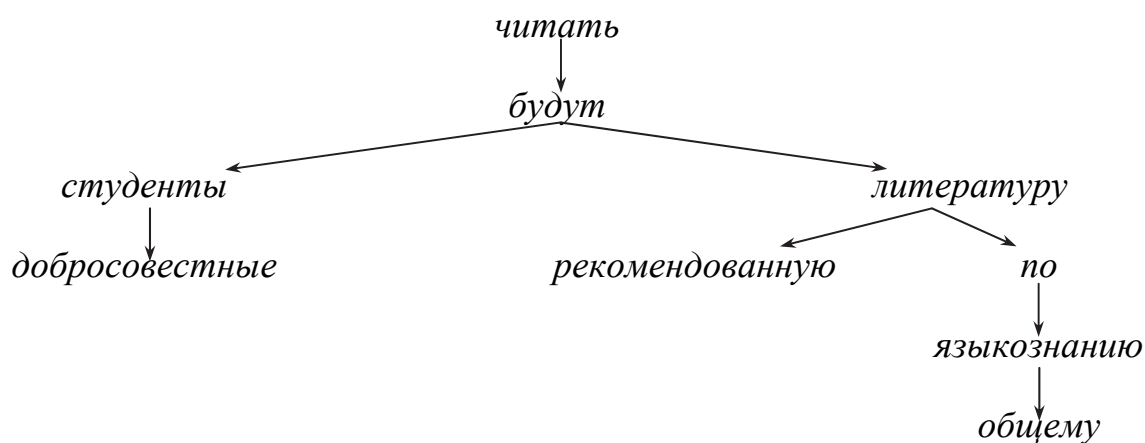 читать
будут
студенты литературу
добросовестные рекомендованную по
языкознанию
общему